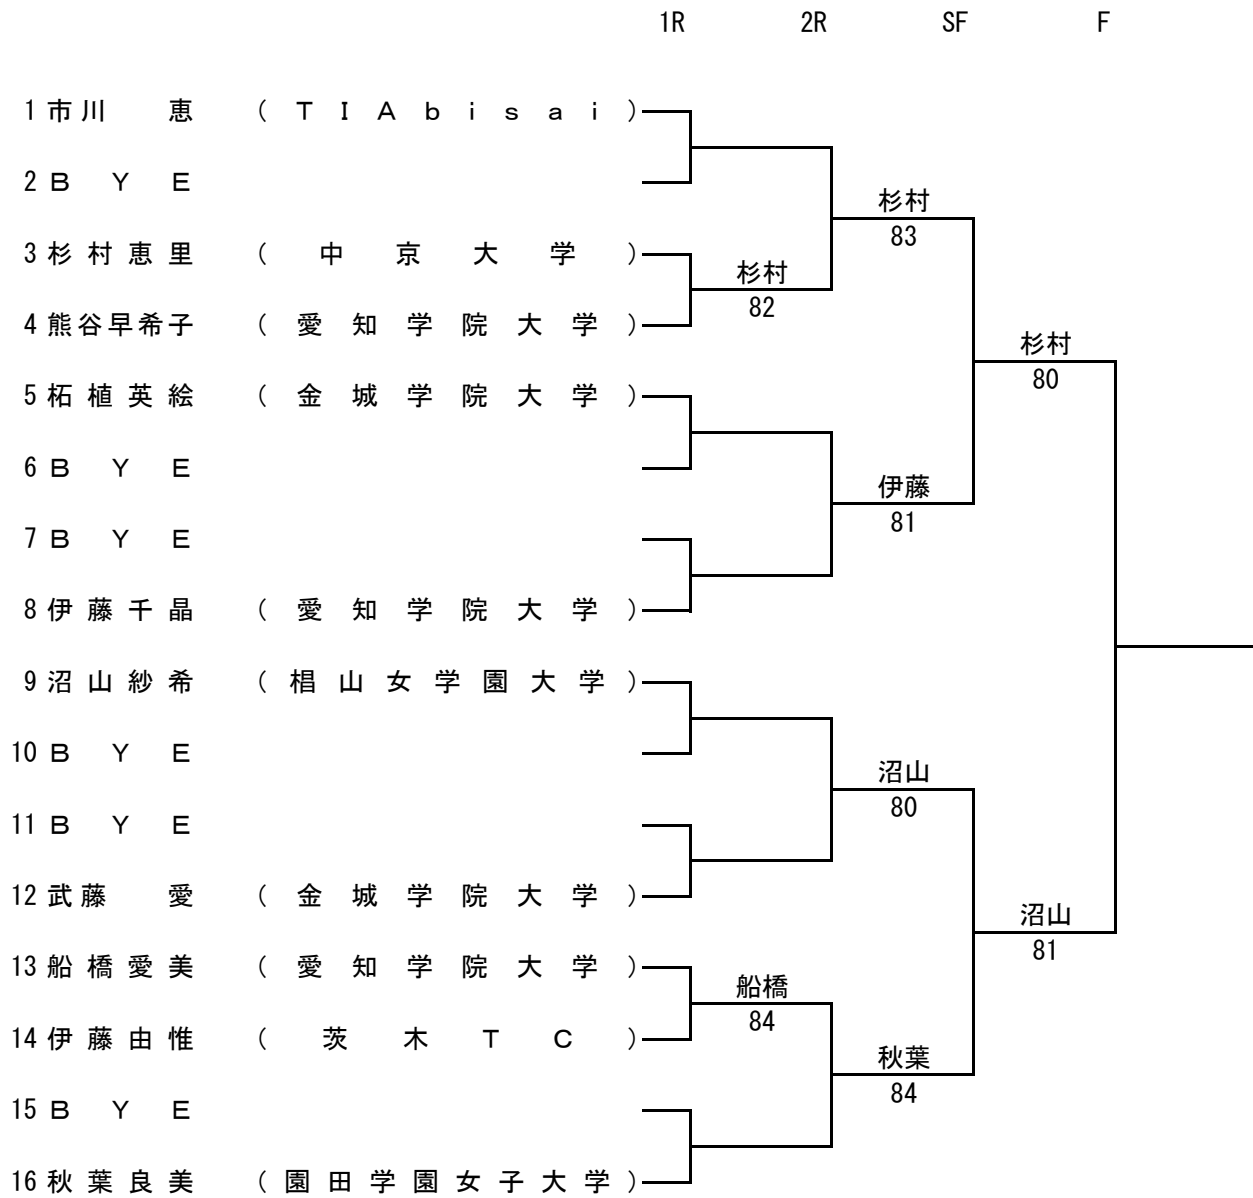 1R 2R SF F
1 市川 恵 ( T I A b i s a i )
2 B Y E
杉村
83
3 杉村恵里 ( 中京大学 )
杉村
82
4 熊谷早希子 ( 愛知学院大学 )
杉村
80
5 柘植英絵 ( 金城学院大学 )
6 B Y E
伊藤
81
7 B Y E
8 伊藤千晶 ( 愛知学院大学 )
9 沼山紗希 ( 椙山女学園大学 )
10 B Y E
沼山
80
11 B Y E
12 武藤 愛 ( 金城学院大学 )
沼山
81
13 船橋愛美 ( 愛知学院大学 )
船橋
84
14 伊藤由惟 ( 茨木TC )
秋葉
84
15 B Y E
16 秋葉良美 ( 園田学園女子大学 )